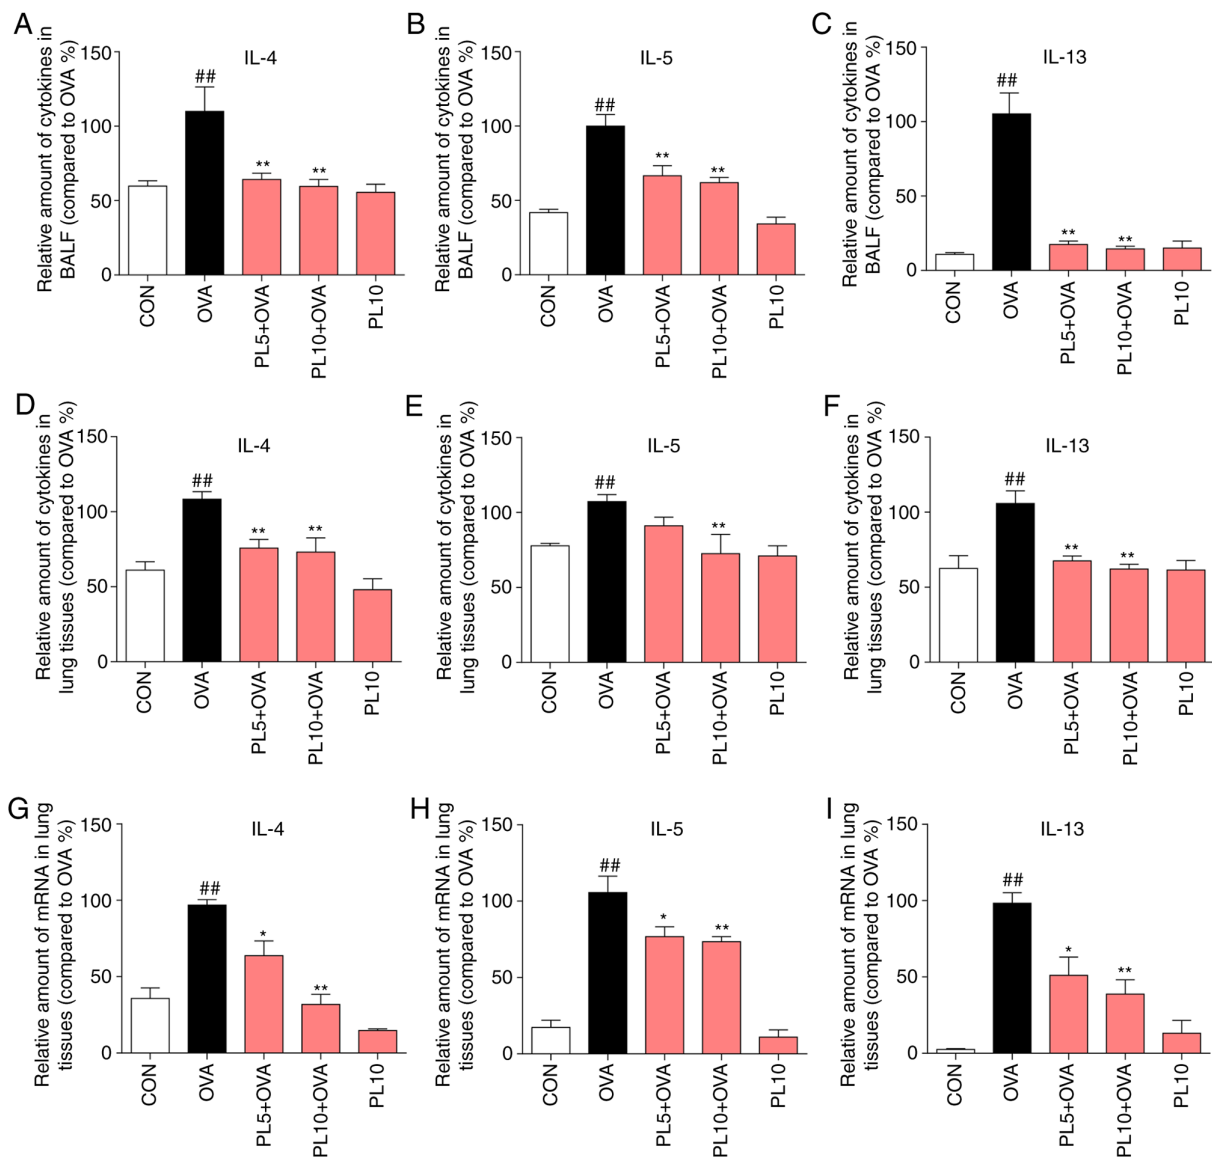 A
Relative amount of cytokines in
BALF (compared to OVA %)
IL-4
150
100
50
0
##
**
**
CON
OVA
PL5+OVA
PL10+OVA
PL10
B
Relative amount of cytokines in
BALF (compared to OVA %)
IL-5
150
100
50
0
##
**
**
CON
OVA
PL5+OVA
PL10+OVA
PL10
C
Relative amount of cytokines in
BALF (compared to OVA %)
IL-13
150
100
50
0
##
**
**
CON
OVA
PL5+OVA
PL10+OVA
PL10
D
Relative amount of cytokines in
lung tissues (compared to OVA %)
IL-4
150
100
50
0
##
**
**
CON
OVA
PL5+OVA
PL10+OVA
PL10
E
Relative amount of cytokines in
lung tissues (compared to OVA %)
IL-5
150
100
50
0
##
**
CON
OVA
PL5+OVA
PL10+OVA
PL10
F
Relative amount of cytokines in
lung tissues (compared to OVA %)
IL-13
150
100
50
0
##
**
**
CON
OVA
PL5+OVA
PL10+OVA
PL10
G
Relative amount of mRNA in lung
tissues (compared to OVA %)
IL-4
150
100
50
0
##
*
**
CON
OVA
PL5+OVA
PL10+OVA
PL10
H
Relative amount of mRNA in lung
tissues (compared to OVA %)
IL-5
150
100
50
0
##
*
**
CON
OVA
PL5+OVA
PL10+OVA
PL10
I
Relative amount of mRNA in lung
tissues (compared to OVA %)
IL-13
150
100
50
0
##
*
**
CON
OVA
PL5+OVA
PL10+OVA
PL10